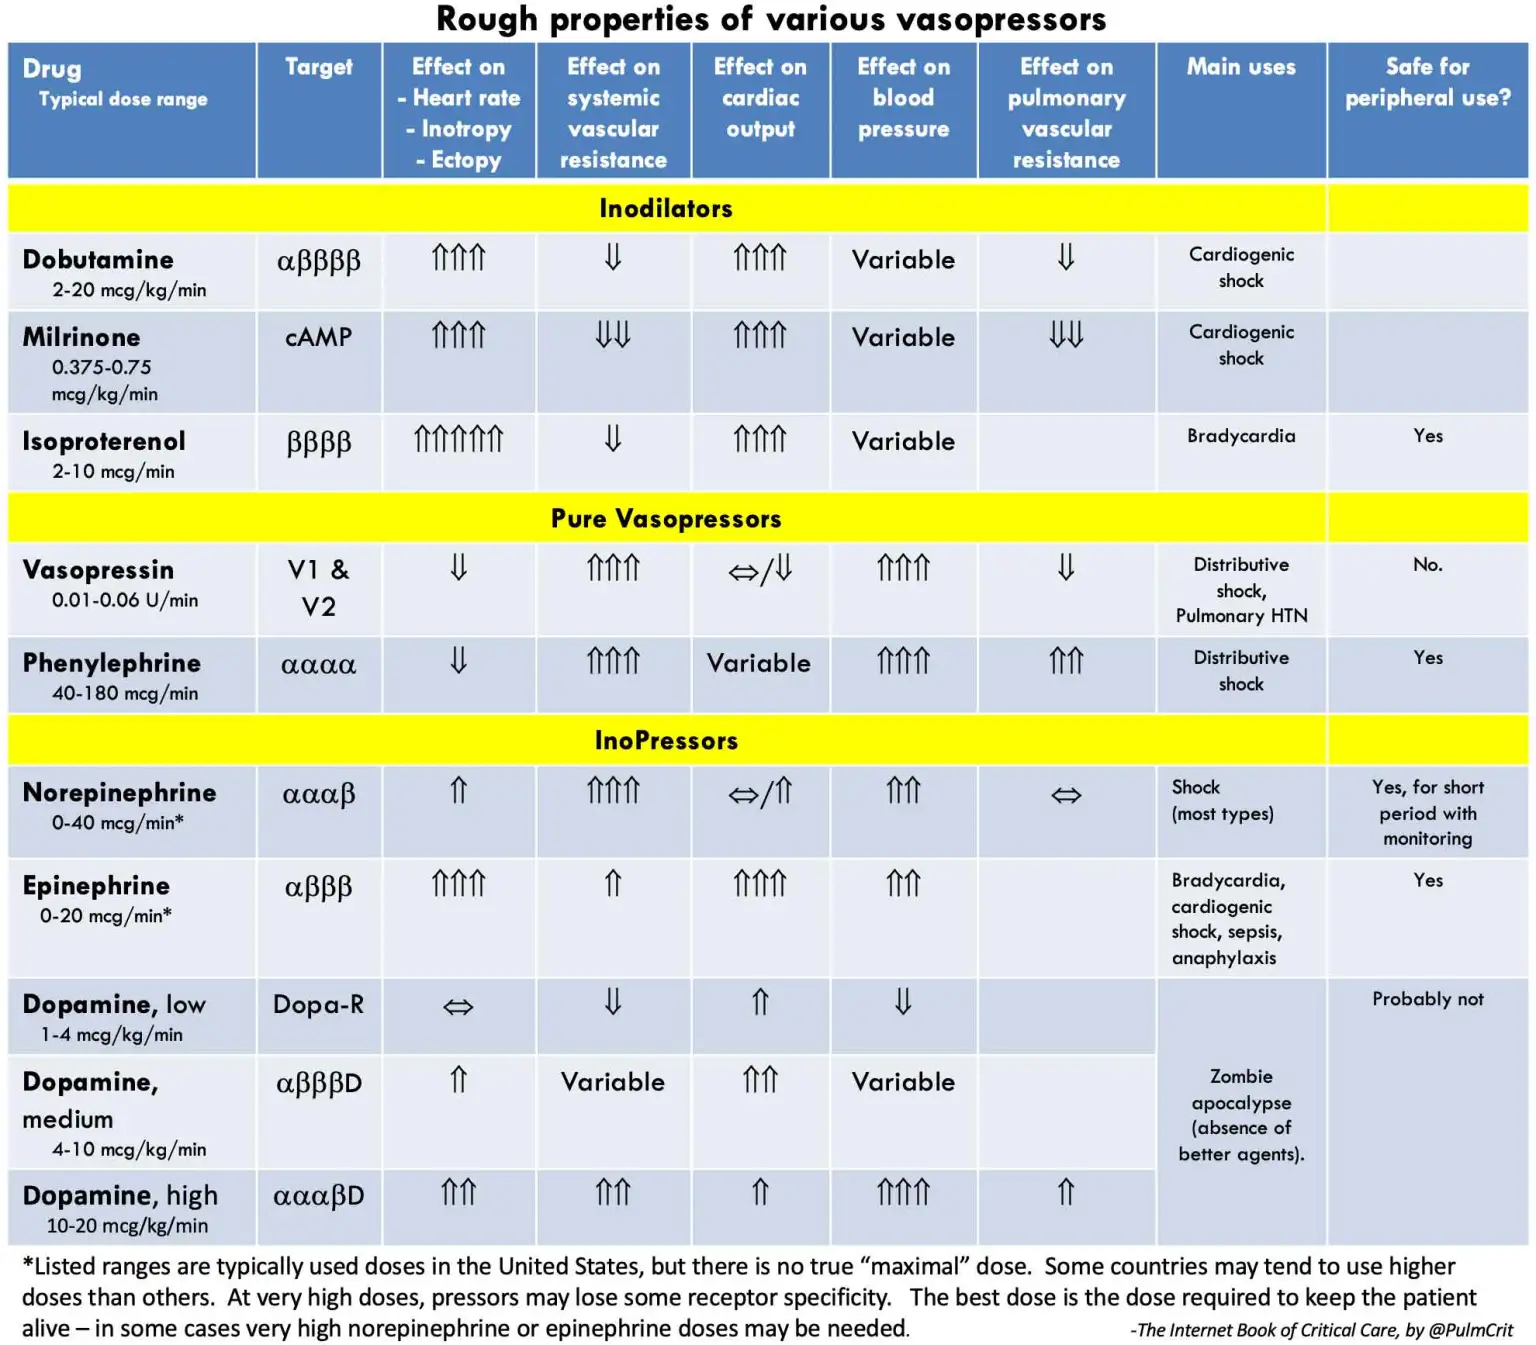 Rough properties of various vasopressors
Drug
Typical dose range
Target
Effect on
- Heart rate
- Inotropy
- Ectopy
Effect on
systemic
vascular
resistance
Effect on
cardiac
output
Effect on
blood
pressure
Effect on
pulmonary
vascular
resistance
Main uses
Safe for
peripheral use?
Inodilators
Dobutamine
2-20 mcg/kg/min
αββββ
⇑⇑⇑
⇓
⇑⇑⇑
Variable
⇓
Cardiogenic
shock
Milrinone
0.375-0.75
mcg/kg/min
cAMP
⇑⇑⇑
⇓⇓
⇑⇑⇑
Variable
⇓⇓
Cardiogenic
shock
Isoproterenol
2-10 mcg/min
ββββ
⇑⇑⇑⇑⇑
⇓
⇑⇑⇑
Variable
Bradycardia
Yes
Pure Vasopressors
Vasopressin
0.01-0.06 U/min
V1 &
V2
⇓
⇑⇑⇑
⇔/⇓
⇑⇑⇑
⇓
Distributive
shock,
Pulmonary HTN
No.
Phenylephrine
40-180 mcg/min
αααα
⇓
⇑⇑⇑
Variable
⇑⇑⇑
⇑⇑
Distributive
shock
Yes
InoPressors
Norepinephrine
0-40 mcg/min*
αααβ
⇑
⇑⇑⇑
⇔/⇑
⇑⇑
⇔
Shock
(most types)
Yes, for short
period with
monitoring
Epinephrine
0-20 mcg/min*
αβββ
⇑⇑⇑
⇑
⇑⇑⇑
⇑⇑
Bradycardia,
cardiogenic
shock, sepsis,
anaphylaxis
Yes
Dopamine, low
1-4 mcg/kg/min
Dopa-R
⇔
⇓
⇑
⇓
Zombie
apocalypse
(absence of
better agents).
Probably not
Dopamine,
medium
4-10 mcg/kg/min
αβββD
⇑
Variable
⇑⇑
Variable
Dopamine, high
10-20 mcg/kg/min
αααβD
⇑⇑
⇑⇑
⇑
⇑⇑⇑
⇑
*Listed ranges are typically used doses in the United States, but there is no true “maximal” dose. Some countries may tend to use higher
doses than others. At very high doses, pressors may lose some receptor specificity. The best dose is the dose required to keep the patient
alive – in some cases very high norepinephrine or epinephrine doses may be needed.
-The Internet Book of Critical Care, by @PulmCrit